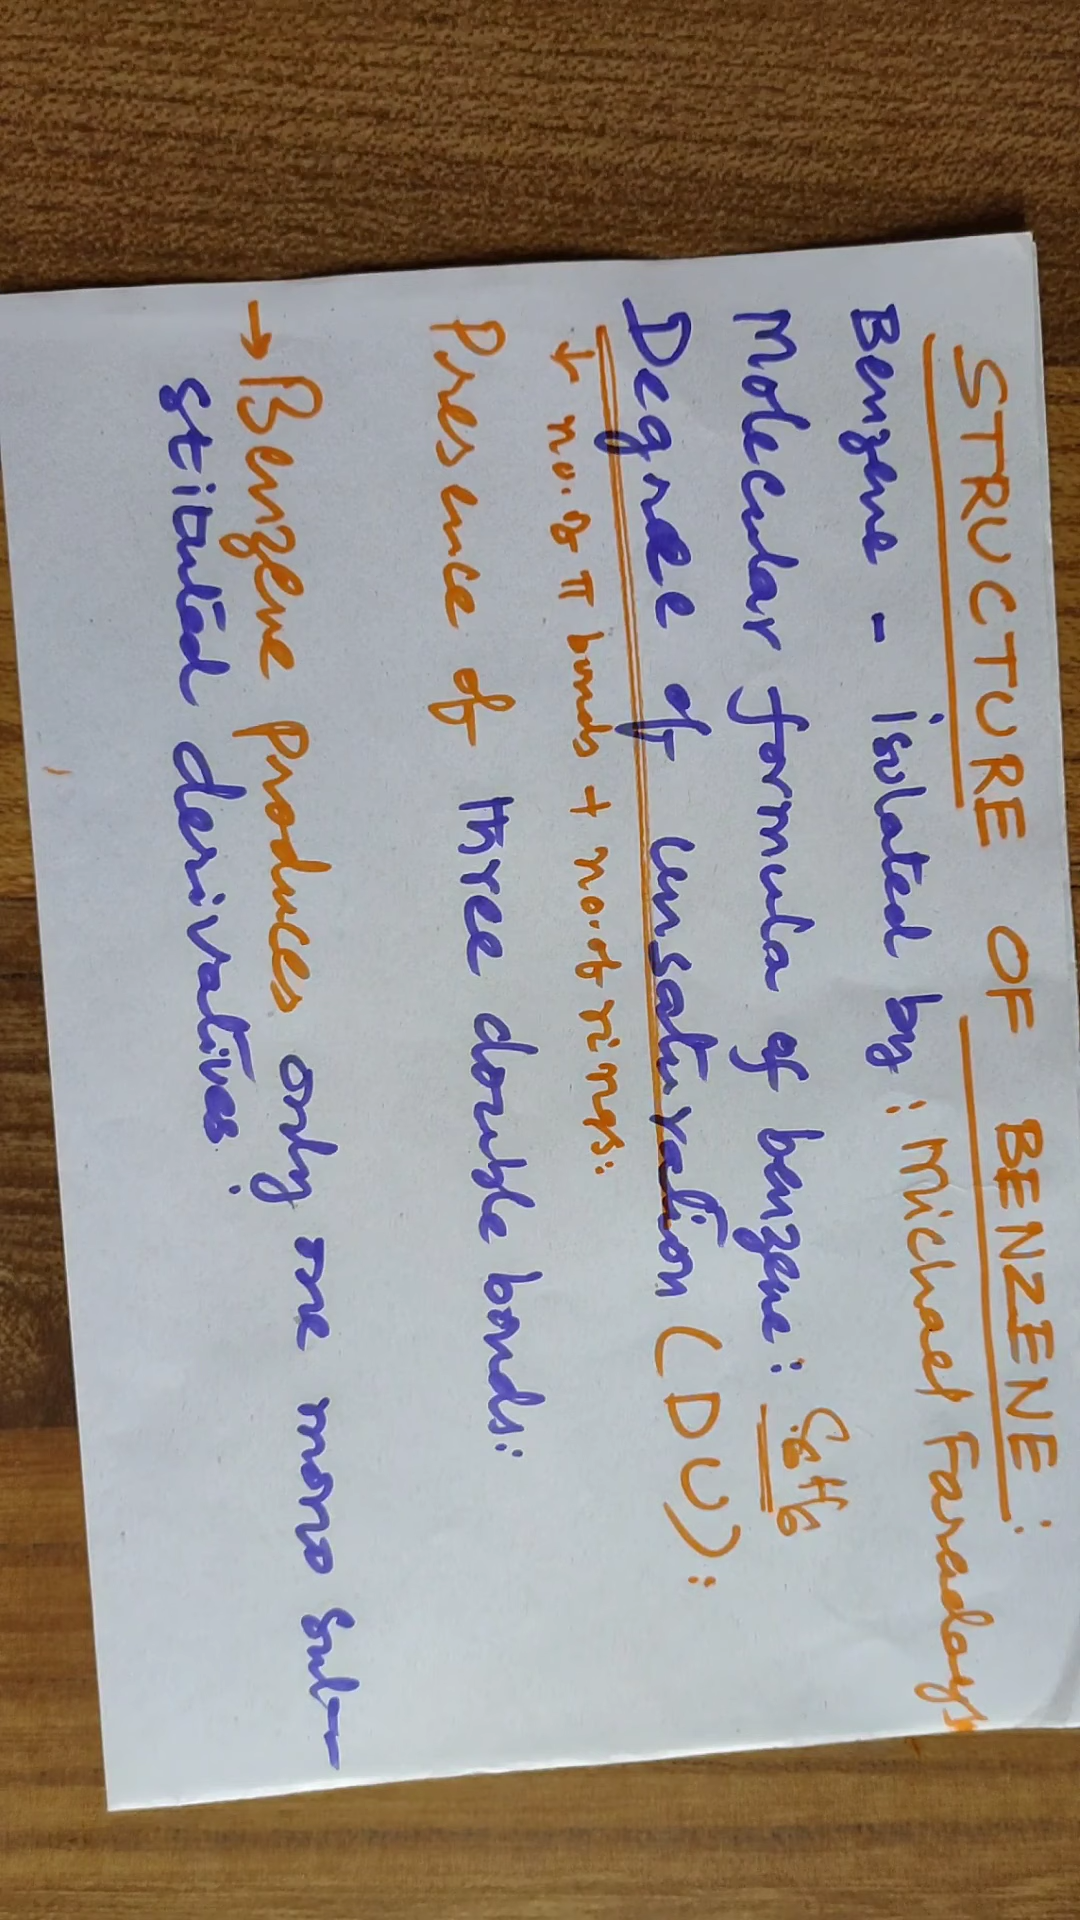 STRUCTURE OF BENZENE:
Benzene - isolated by: Michael Faraday
Molecular formula of benzene: C6H6
Degree of unsaturation (DU):
↳ no. of π bonds + no. of rings:
Presence of three double bonds:
→ Benzene produces only one mono sub-
stituted derivatives.